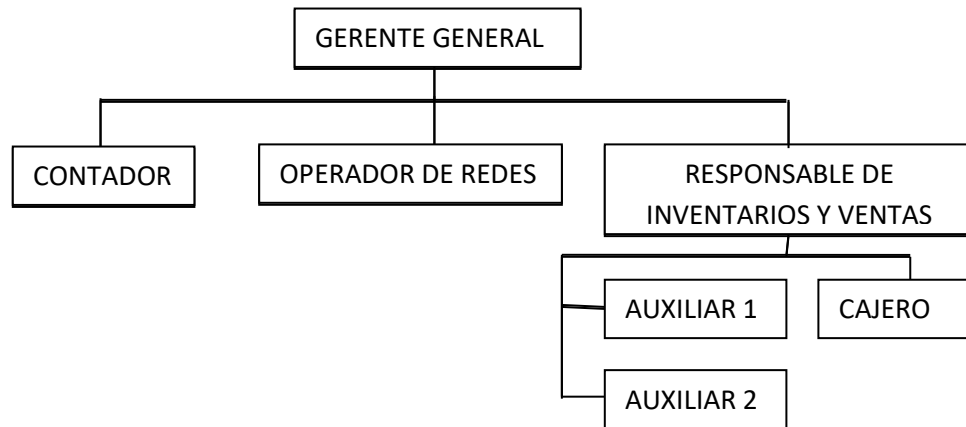 GERENTE GENERAL
CONTADOR
OPERADOR DE REDES
RESPONSABLE DE
INVENTARIOS Y VENTAS
AUXILIAR 1
CAJERO
AUXILIAR 2